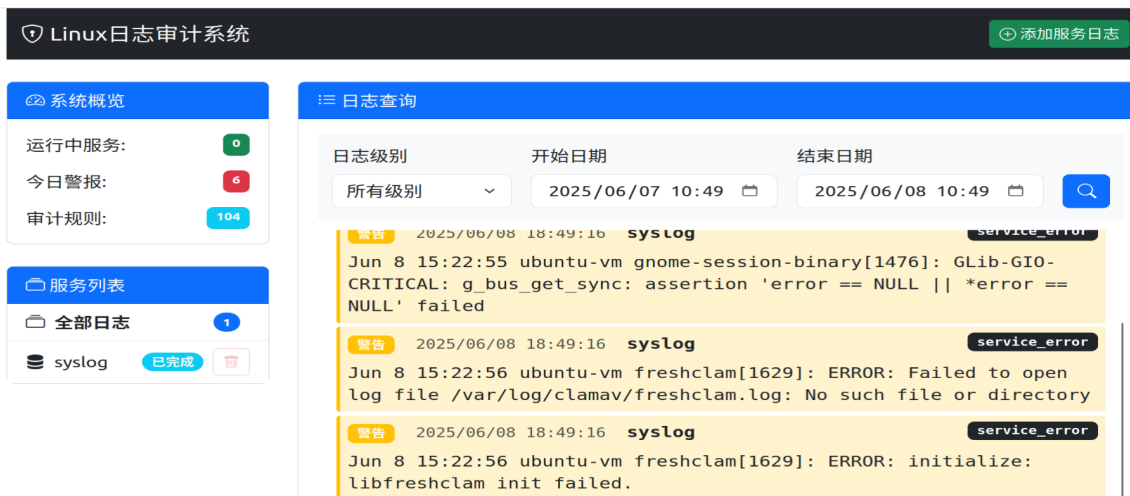 Linux日志审计系统
添加服务日志
系统概览
运行中服务: 0
今日警报: 6
审计规则: 104
服务列表
全部日志 1
syslog 已完成
日志查询
日志级别 开始日期 结束日期
所有级别 2025/06/07 10:49 2025/06/08 10:49
警告 2025/06/08 18:49:16 syslog service_error
Jun 8 15:22:55 ubuntu-vm gnome-session-binary[1476]: GLib-GIO-
CRITICAL: g_bus_get_sync: assertion 'error == NULL || *error ==
NULL' failed
警告 2025/06/08 18:49:16 syslog service_error
Jun 8 15:22:56 ubuntu-vm freshclam[1629]: ERROR: Failed to open
log file /var/log/clamav/freshclam.log: No such file or directory
警告 2025/06/08 18:49:16 syslog service_error
Jun 8 15:22:56 ubuntu-vm freshclam[1629]: ERROR: initialize:
libfreshclam init failed.